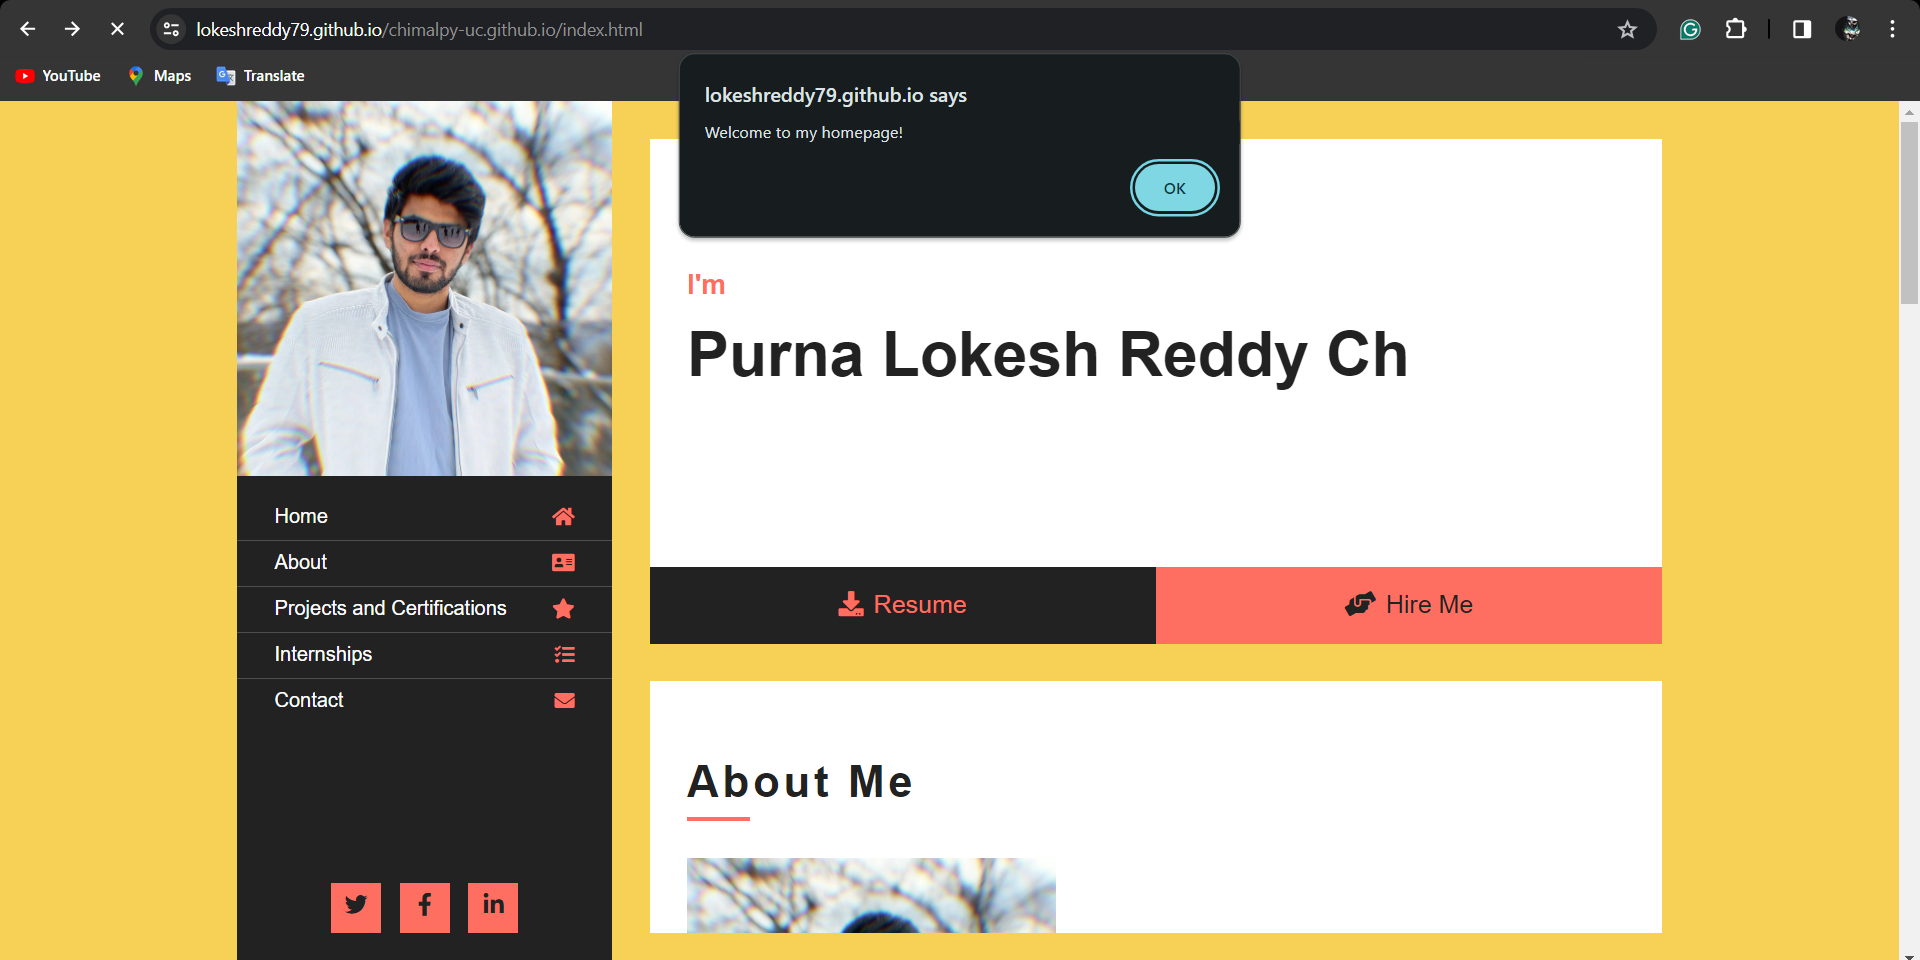 lokeshreddy79.github.io/chimalpy-uc.github.io/index.html
YouTube
Maps
Translate
lokeshreddy79.github.io says
Welcome to my homepage!
OK
I'm
Purna Lokesh Reddy Ch
Resume
Hire Me
Home
About
Projects and Certifications
Internships
Contact
About Me